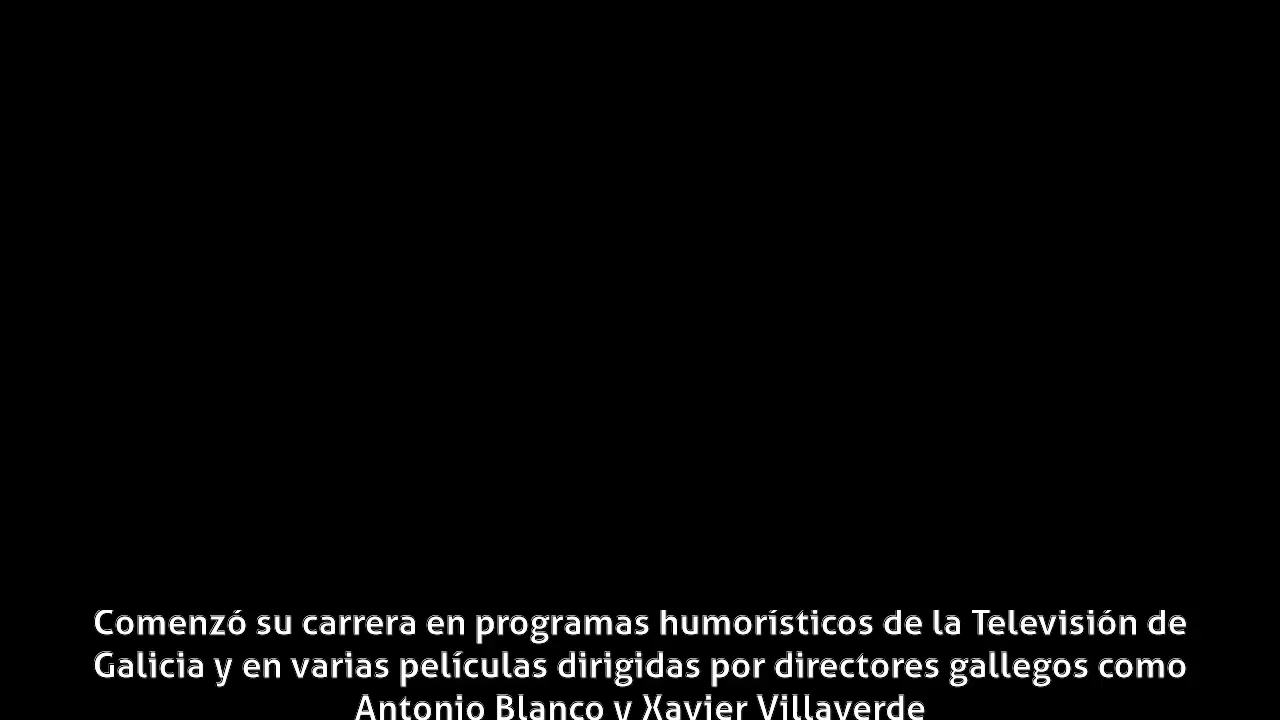 Comenzó su carrera en programas humorísticos de la Televisión de
Galicia y en varias películas dirigidas por directores gallegos como
Antonio Blanco y Xavier Villaverde